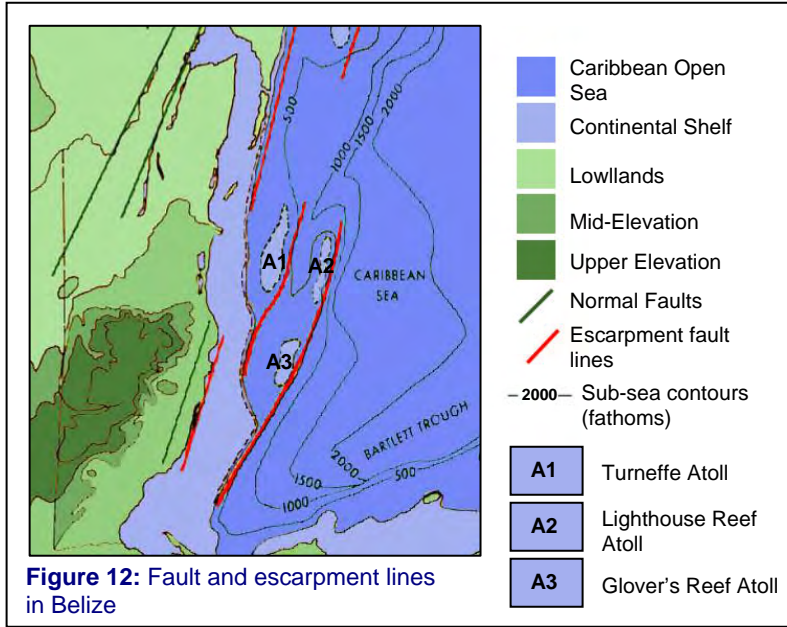 500
1000
1500
2000
A1
A2
CARIBBEAN
SEA
A3
BARTLETT TROUGH
2000
1500
1000
500
Caribbean Open
Sea
Continental Shelf
Lowllands
Mid-Elevation
Upper Elevation
Normal Faults
Escarpment fault
lines
– 2000 – Sub-sea contours
(fathoms)
A1 Turneffe Atoll
A2 Lighthouse Reef
Atoll
A3 Glover's Reef Atoll
Figure 12: Fault and escarpment lines
in Belize